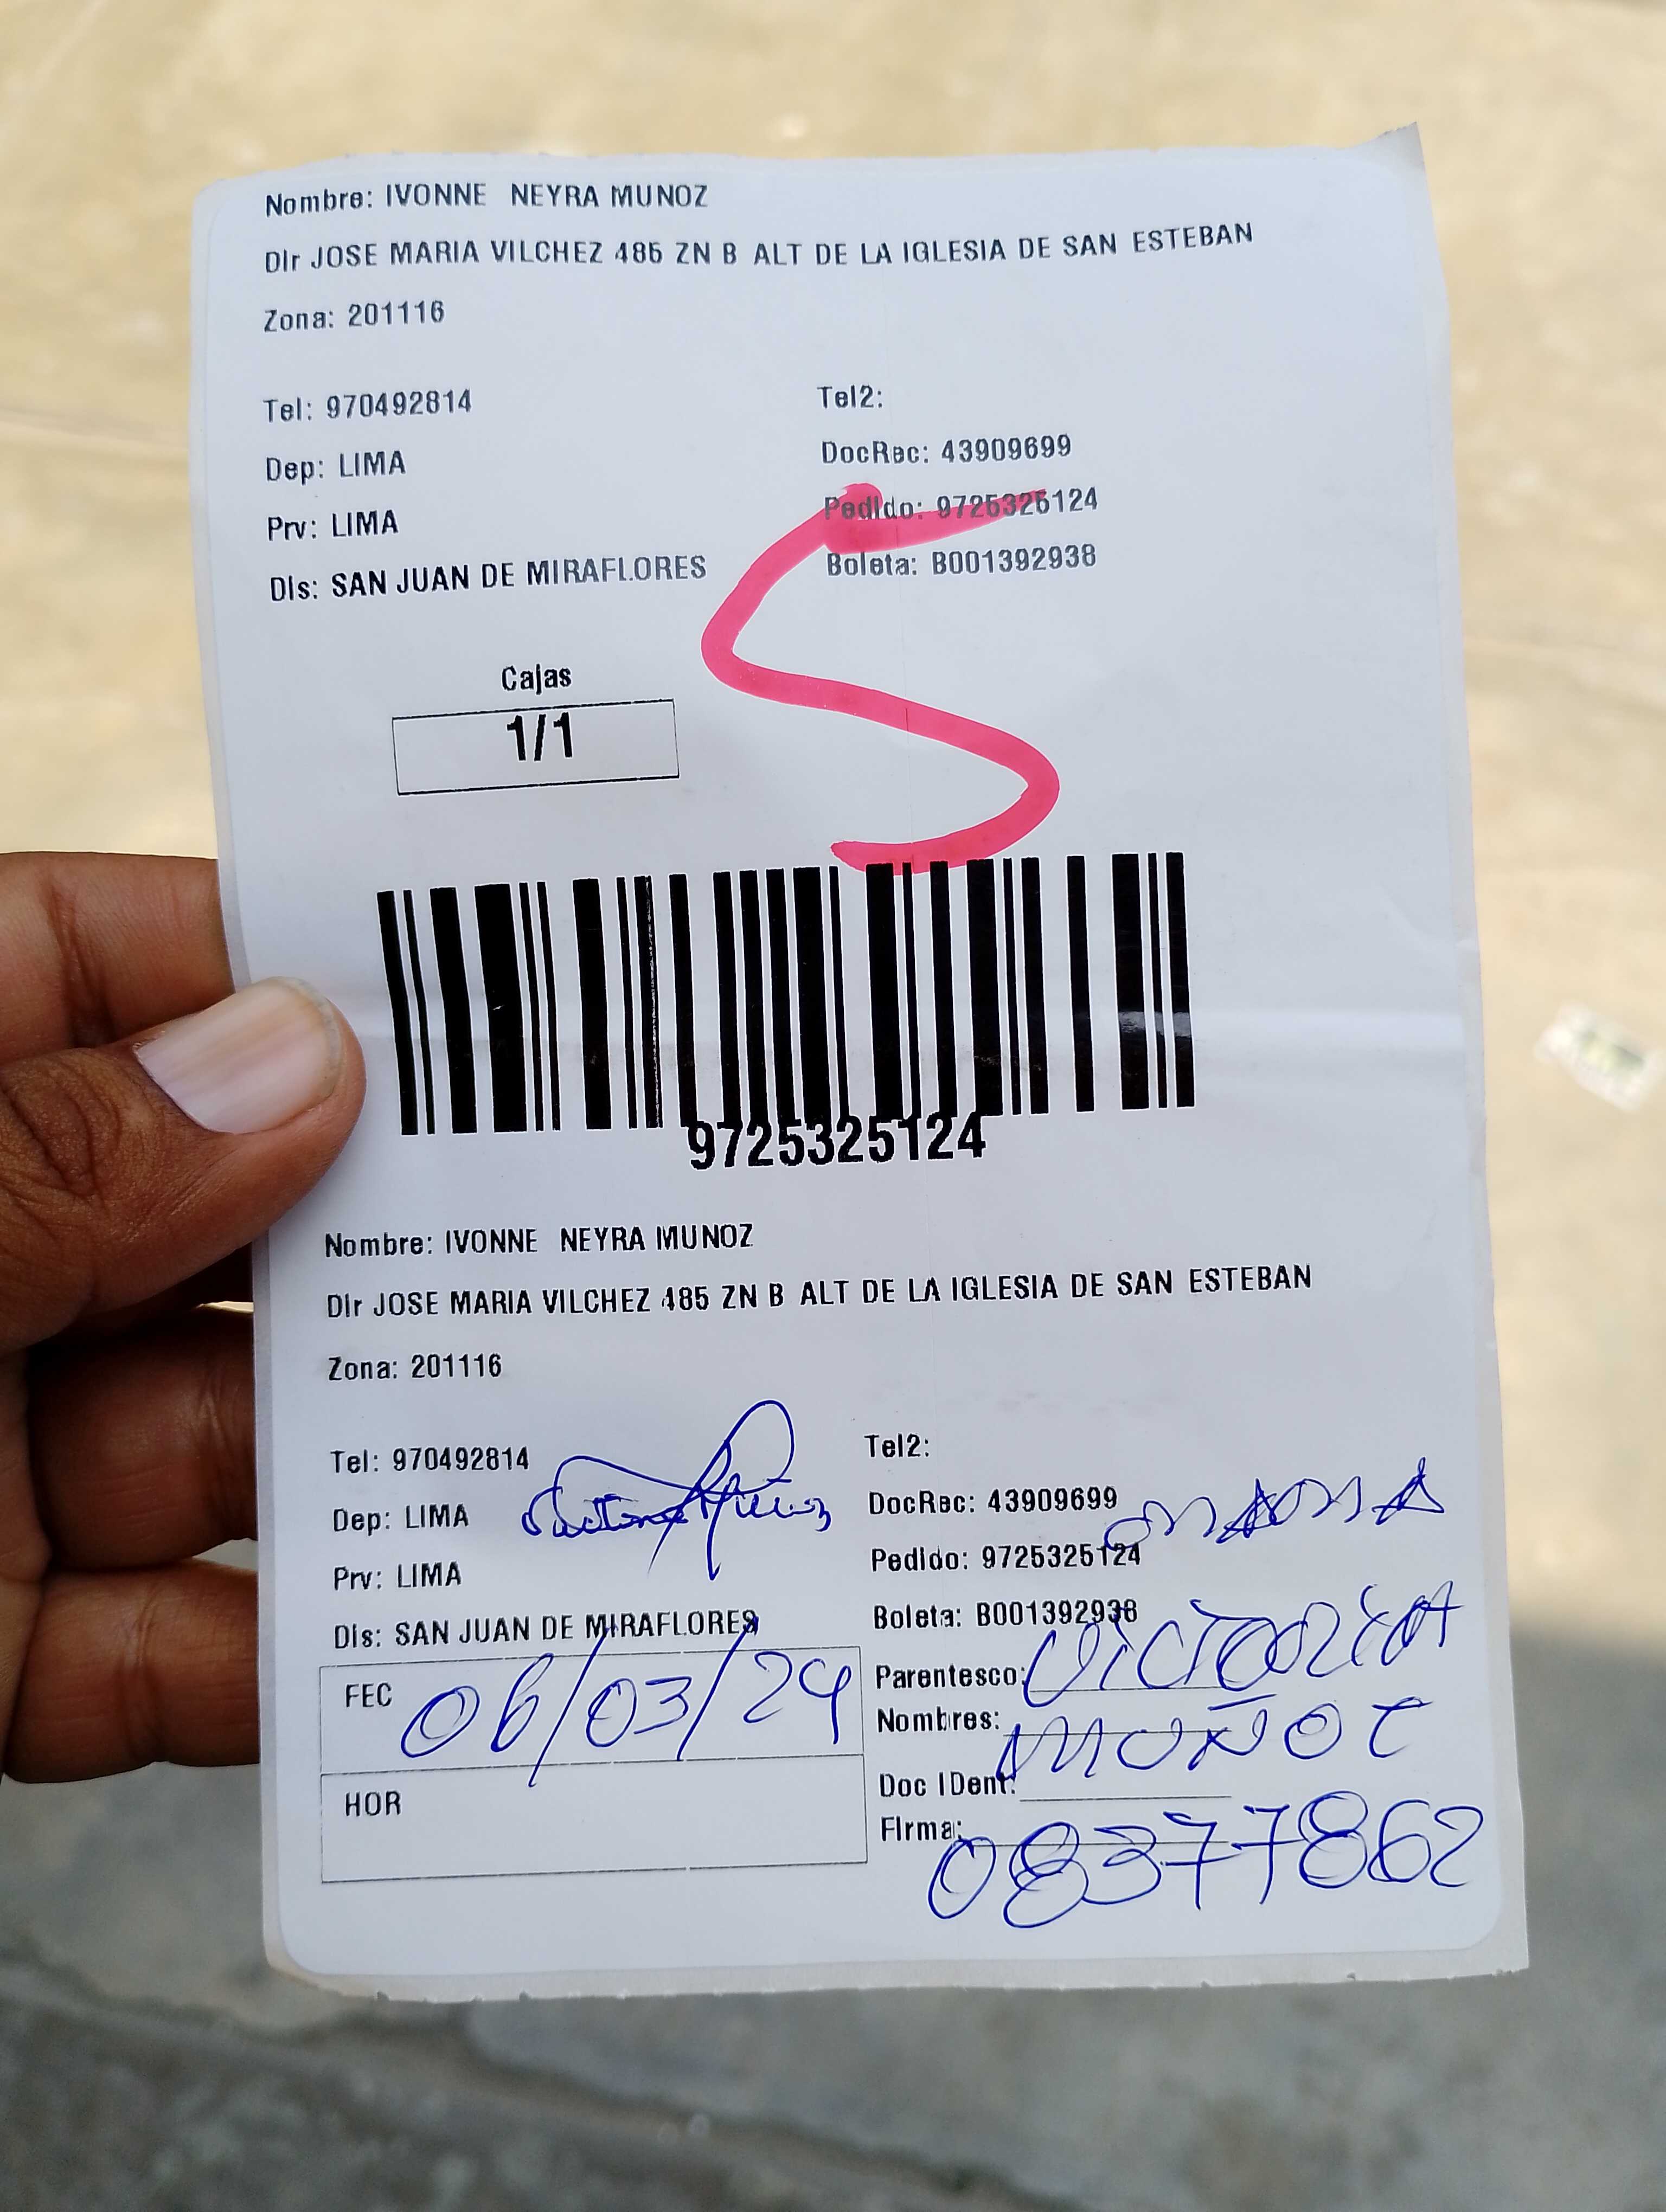 Nombre: IVONNE NEYRA MUNOZ
Dir JOSE MARIA VILCHEZ 485 ZN B ALT DE LA IGLESIA DE SAN ESTEBAN
Zona: 201116
Tel: 970492814
Tel2:
Dep: LIMA
DocRec: 43909699
Prv: LIMA
Pedido: 9725325124
Dis: SAN JUAN DE MIRAFLORES
Boleta: B001392938
S
Cajas
1/1
9725325124
Nombre: IVONNE NEYRA MUNOZ
Dir JOSE MARIA VILCHEZ 485 ZN B ALT DE LA IGLESIA DE SAN ESTEBAN
Zona: 201116
Tel: 970492814
Tel2:
Dep: LIMA
DocRec: 43909699 MAMA
Prv: LIMA
Pedido: 9725325124
Dis: SAN JUAN DE MIRAFLORES
Boleta: B001392938
FEC 06/03/24
Parentesco: VICTORIA
Nombres: MUÑOZ
HOR
Doc IDent:
Firma: 08377862